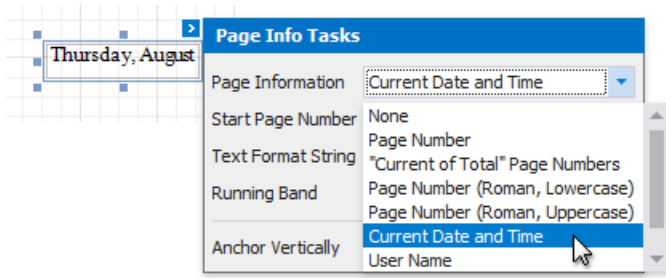 Thursday, August
Page Info Tasks
Page Information Current Date and Time
Start Page Number
Text Format String
Running Band
Anchor Vertically
None
Page Number
"Current of Total" Page Numbers
Page Number (Roman, Lowercase)
Page Number (Roman, Uppercase)
Current Date and Time
User Name